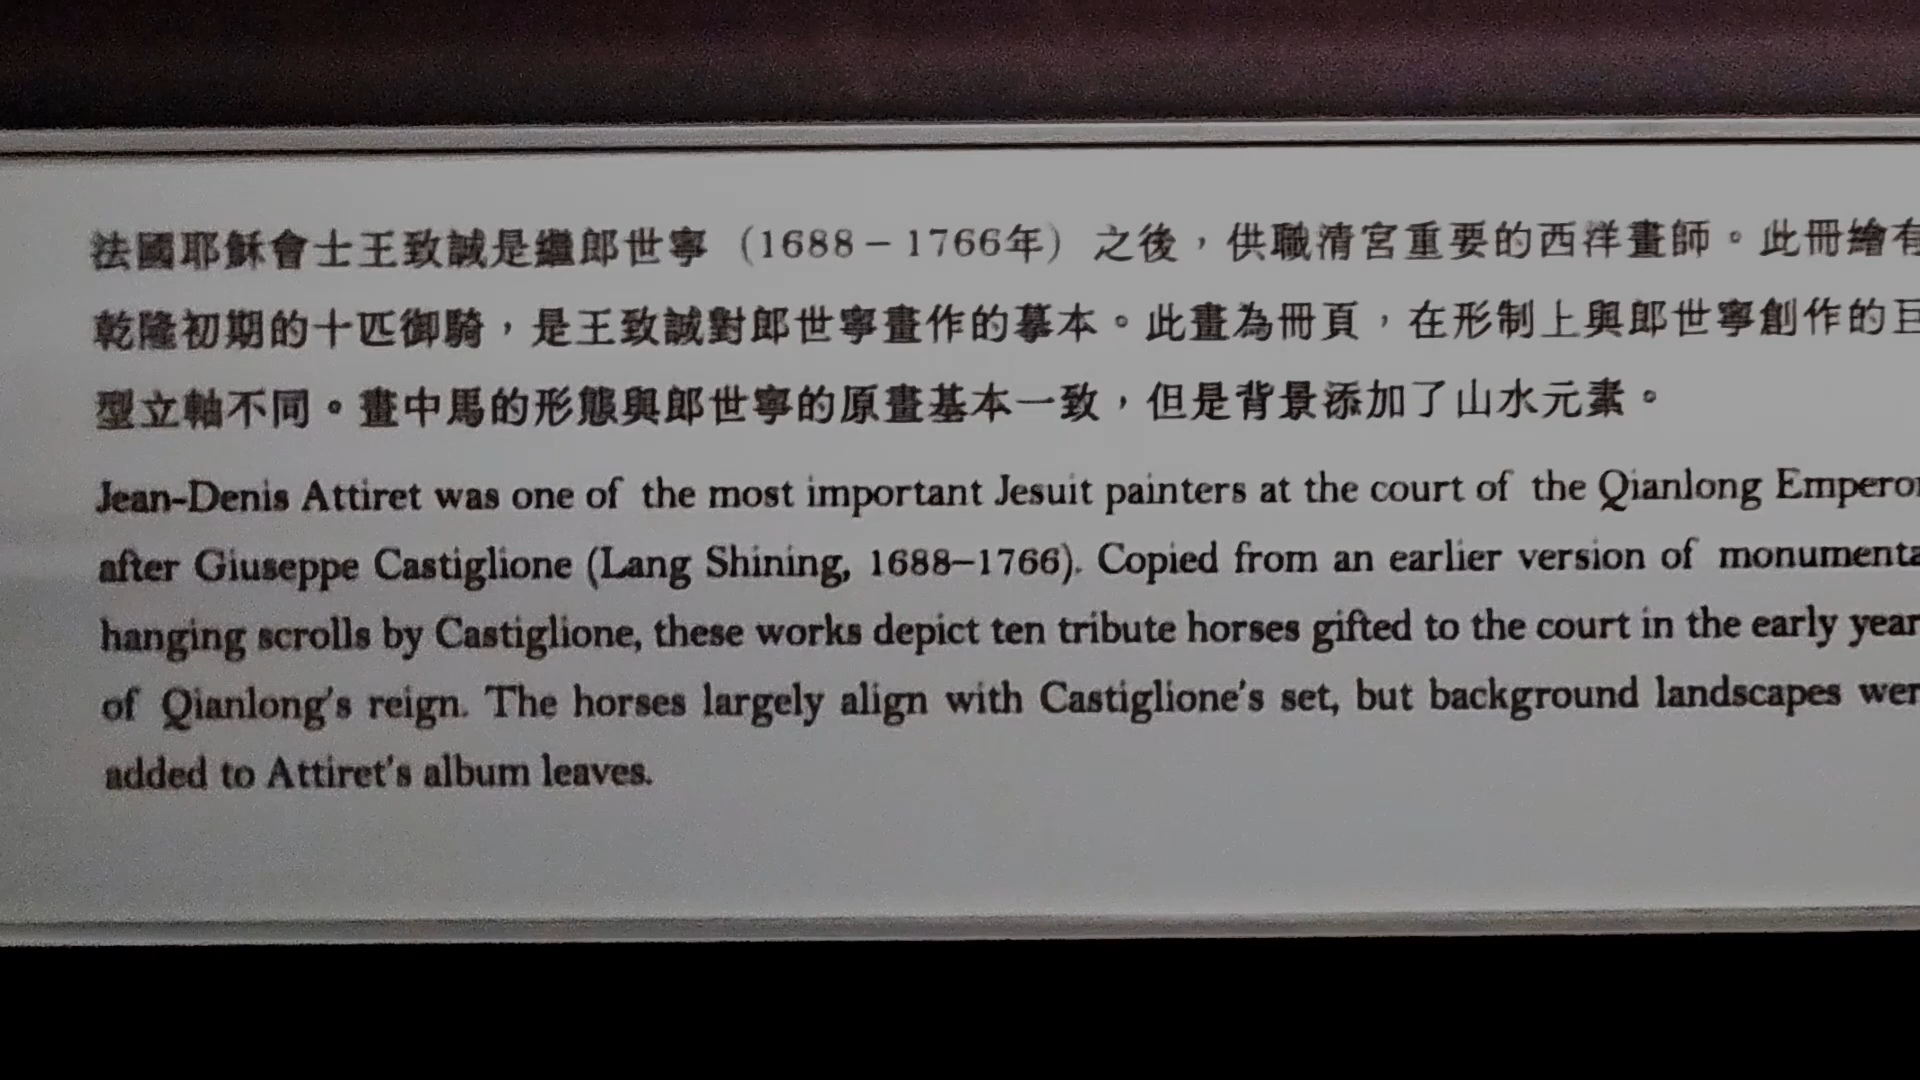 法國耶穌會士王致誠是繼郎世寧（1688－1766年）之後，供職清宮重要的西洋畫師。此冊繪有
乾隆初期的十匹御騎，是王致誠對郎世寧畫作的摹本。此畫為冊頁，在形制上與郎世寧創作的巨
型立軸不同。畫中馬的形態與郎世寧的原畫基本一致，但是背景添加了山水元素。
Jean-Denis Attiret was one of the most important Jesuit painters at the court of the Qianlong Emperor
after Giuseppe Castiglione (Lang Shining, 1688–1766). Copied from an earlier version of monumenta
hanging scrolls by Castiglione, these works depict ten tribute horses gifted to the court in the early year
of Qianlong's reign. The horses largely align with Castiglione's set, but background landscapes wer
added to Attiret's album leaves.